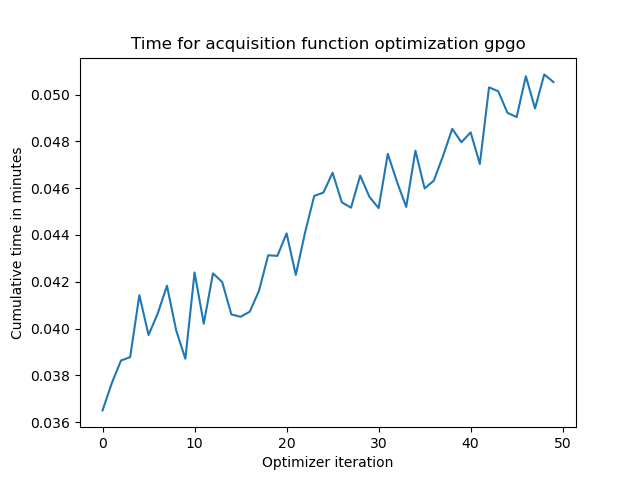 Time for acquisition function optimization gpgo
0.050
0.048
0.046
0.044
0.042
0.040
0.038
0.036
Cumulative time in minutes
0 10 20 30 40 50
Optimizer iteration